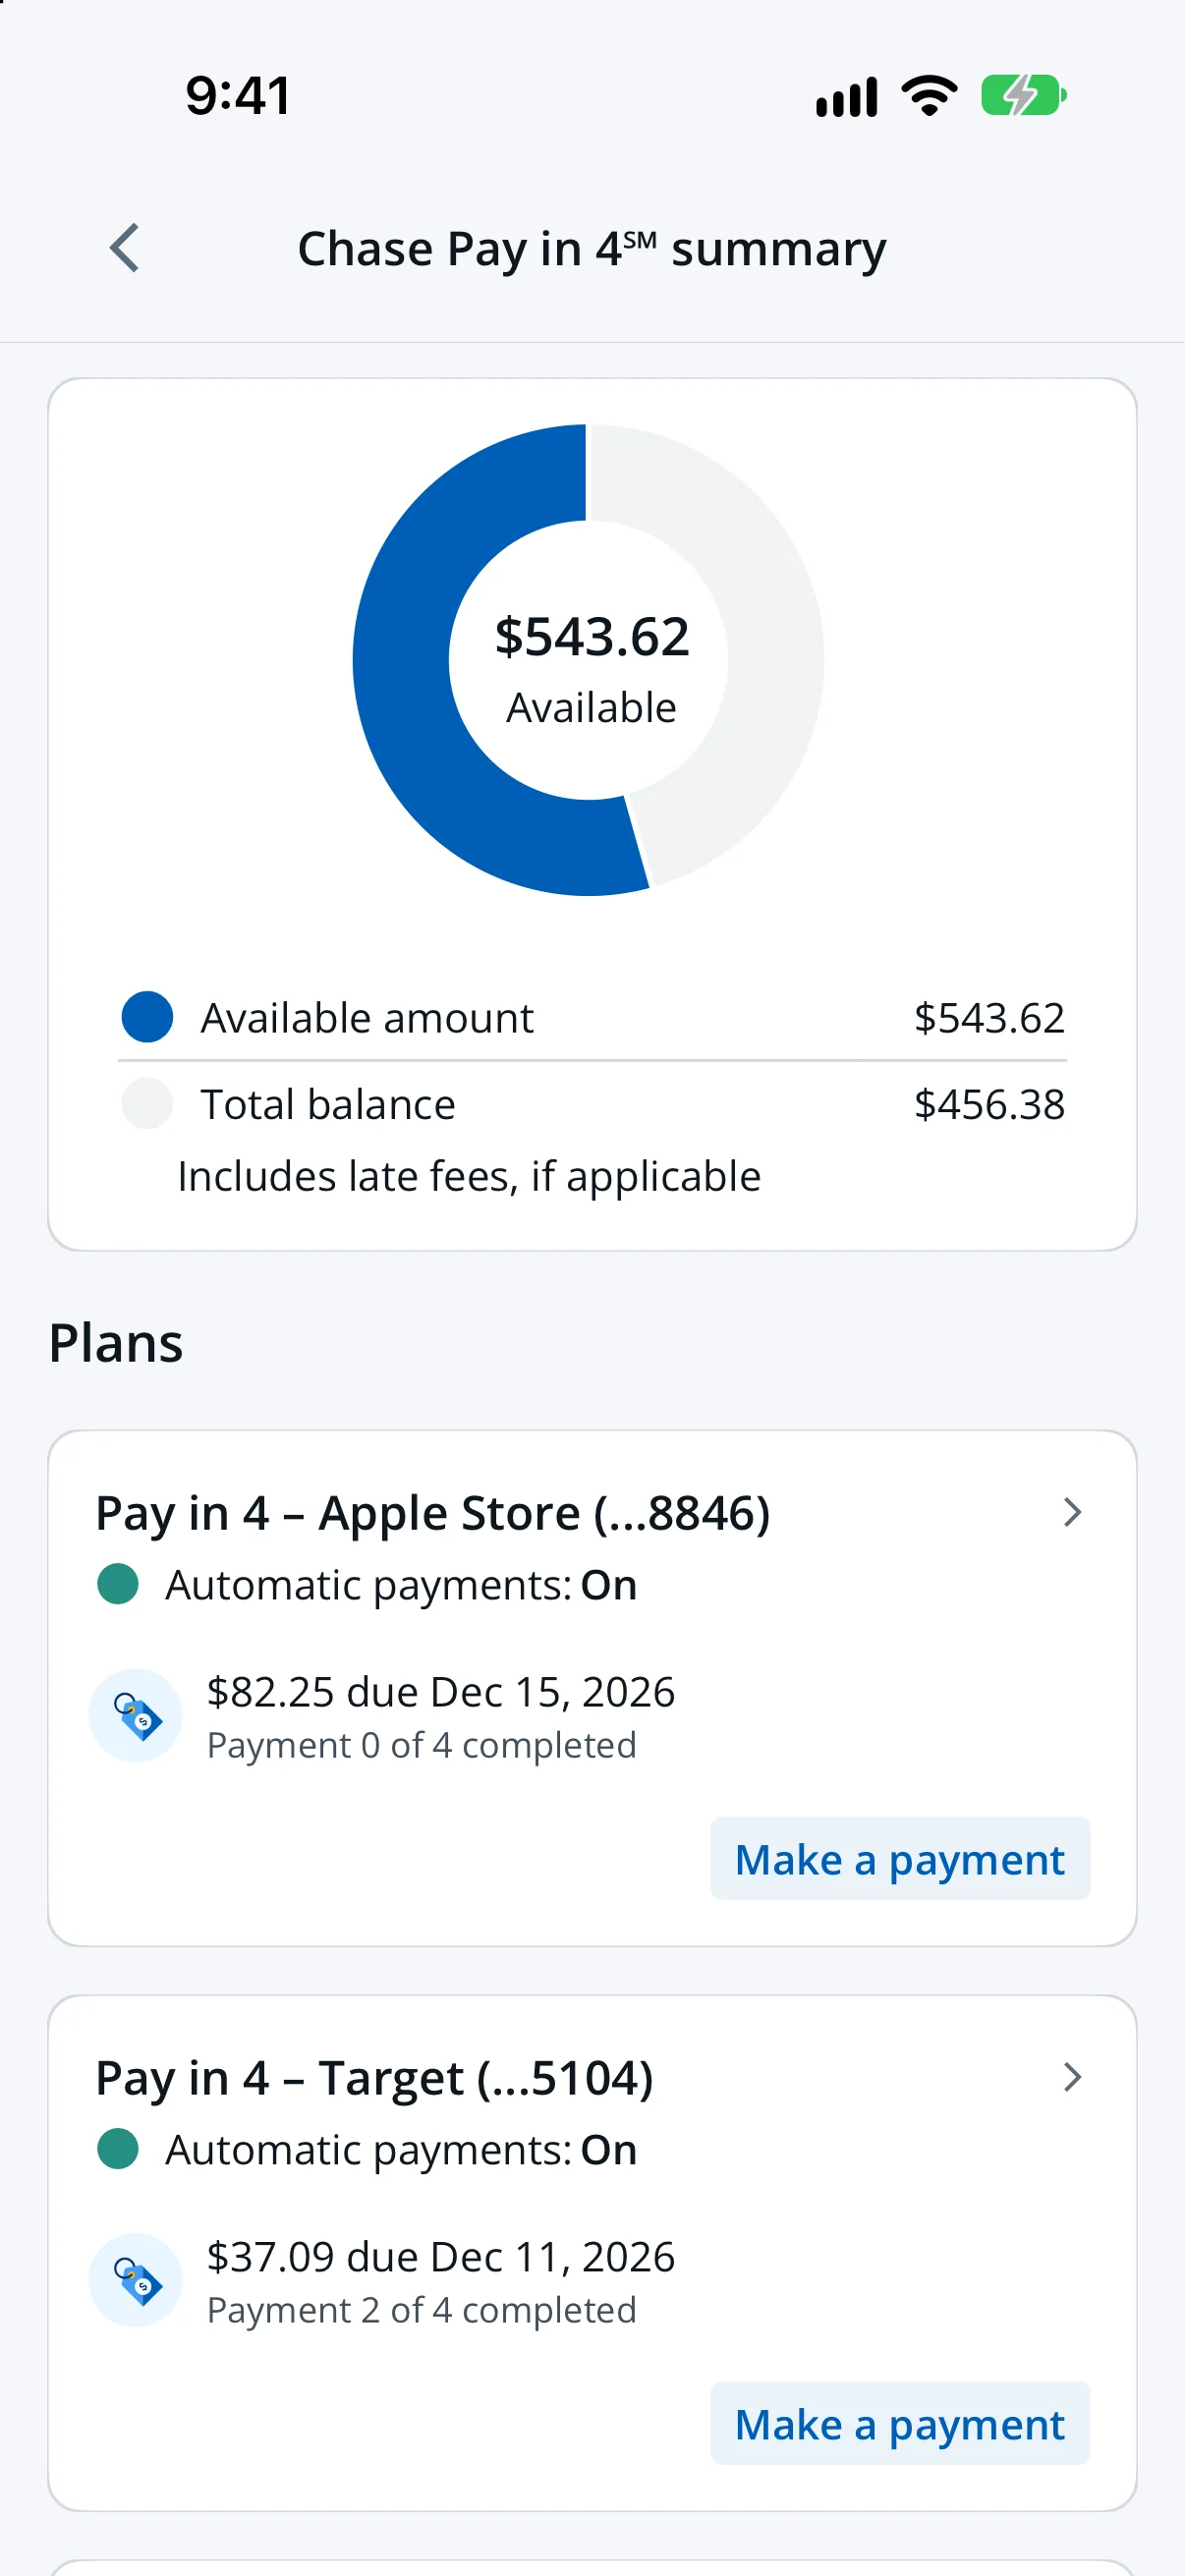 9:41
Chase Pay in 4℠ summary
$543.62
Available
Available amount $543.62
Total balance $456.38
Includes late fees, if applicable
Plans
Pay in 4 – Apple Store (...8846)
Automatic payments: On
$82.25 due Dec 15, 2026
Payment 0 of 4 completed
Make a payment
Pay in 4 – Target (...5104)
Automatic payments: On
$37.09 due Dec 11, 2026
Payment 2 of 4 completed
Make a payment